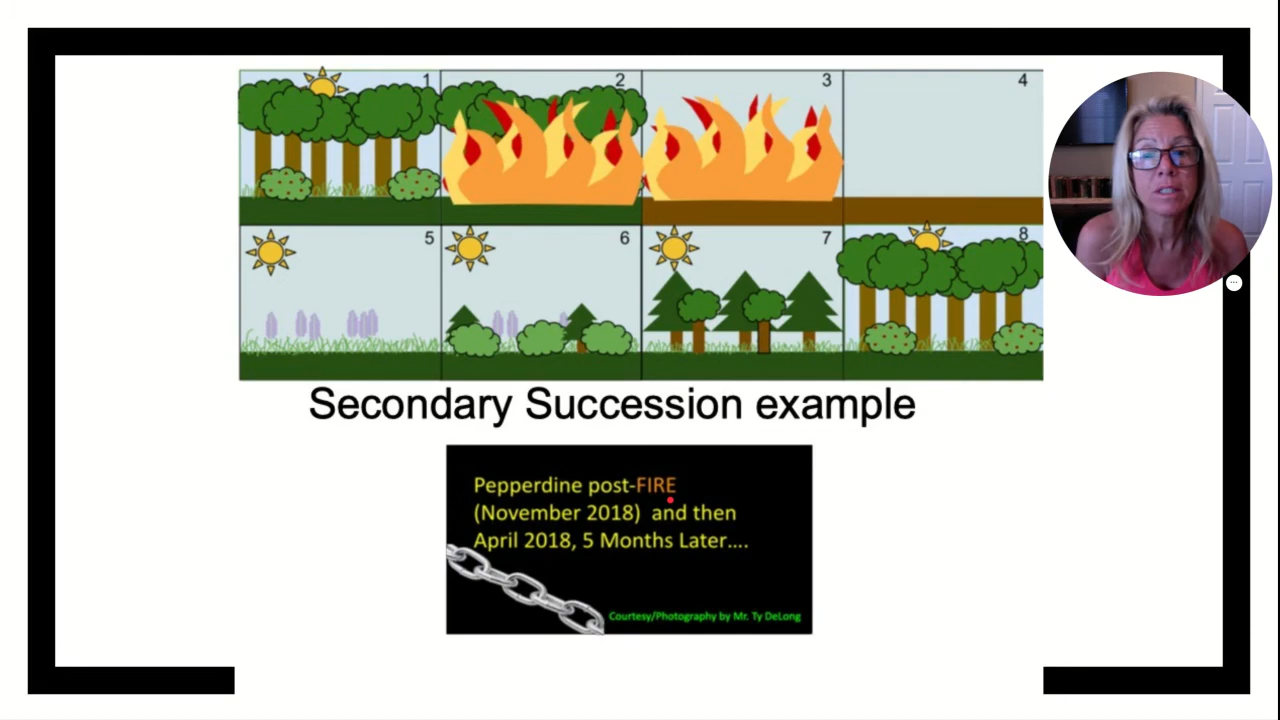 1
2
3
4
5
6
7
8
Secondary Succession example
Pepperdine post-FIRE
(November 2018)  and then
April 2018, 5 Months Later....
Courtesy/Photography by Mr. Ty DeLong